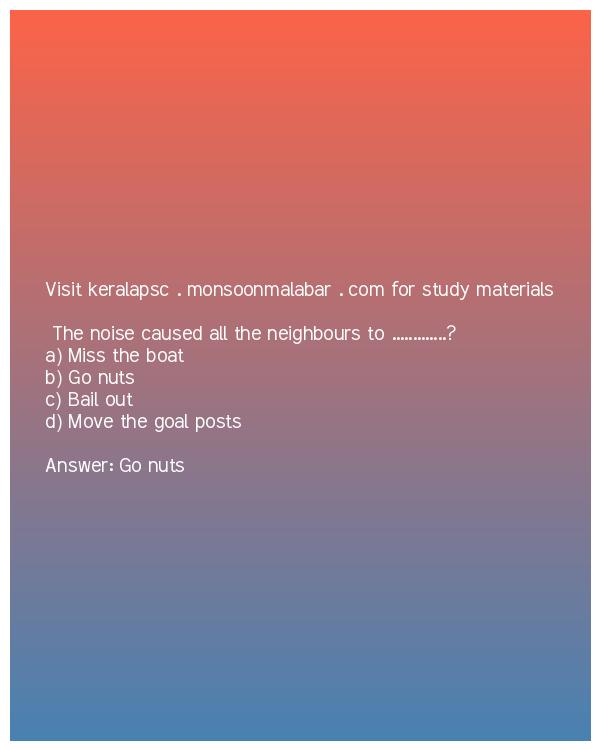 Visit keralapsc . monsoonmalabar . com for study materials
The noise caused all the neighbours to .............?
a) Miss the boat
b) Go nuts
c) Bail out
d) Move the goal posts
Answer: Go nuts